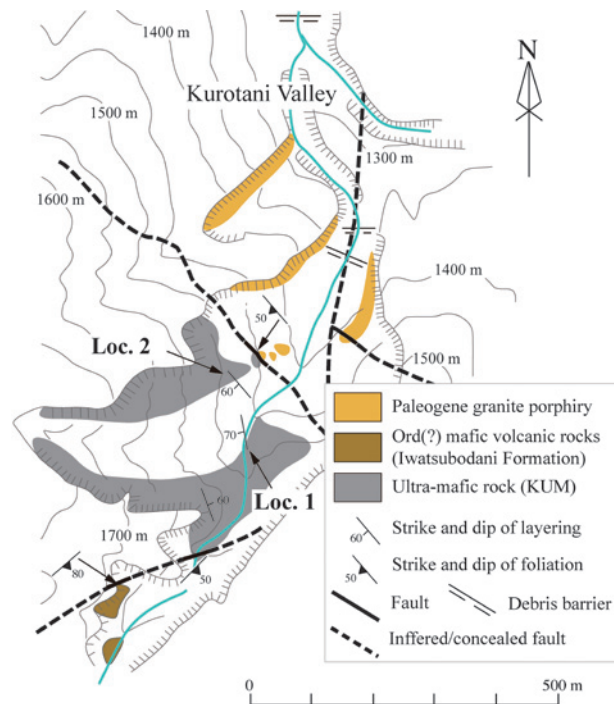 1400 m
N
Kurotani Valley
1500 m
1300 m
1600 m
1400 m
50
Loc. 2
1500 m
60
70
Loc. 1
60
1700 m
80
50
Paleogene granite porphiry
Ord(?) mafic volcanic rocks
(Iwatsubodani Formation)
Ultra-mafic rock (KUM)
60
Strike and dip of layering
50
Strike and dip of foliation
Fault
Debris barrier
Inffered/concealed fault
0
500 m